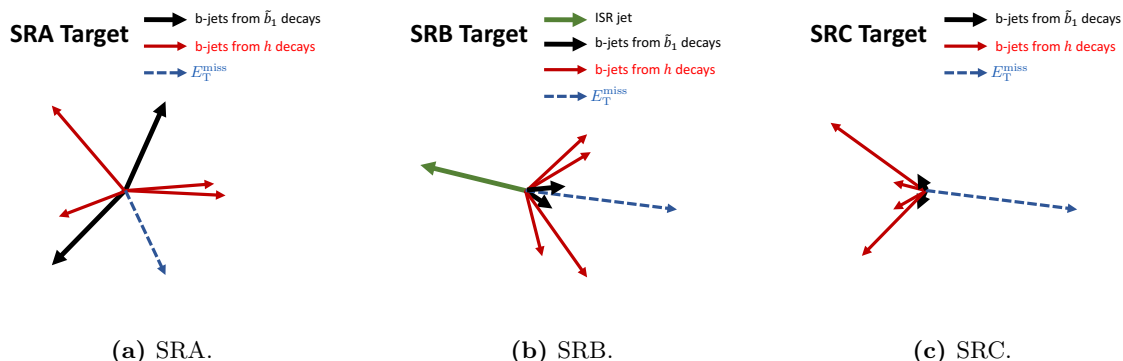 SRA Target
b-jets from b̃₁ decays
b-jets from h decays
E_T^miss
(a) SRA.
SRB Target
ISR jet
b-jets from b̃₁ decays
b-jets from h decays
E_T^miss
(b) SRB.
SRC Target
b-jets from b̃₁ decays
b-jets from h decays
E_T^miss
(c) SRC.